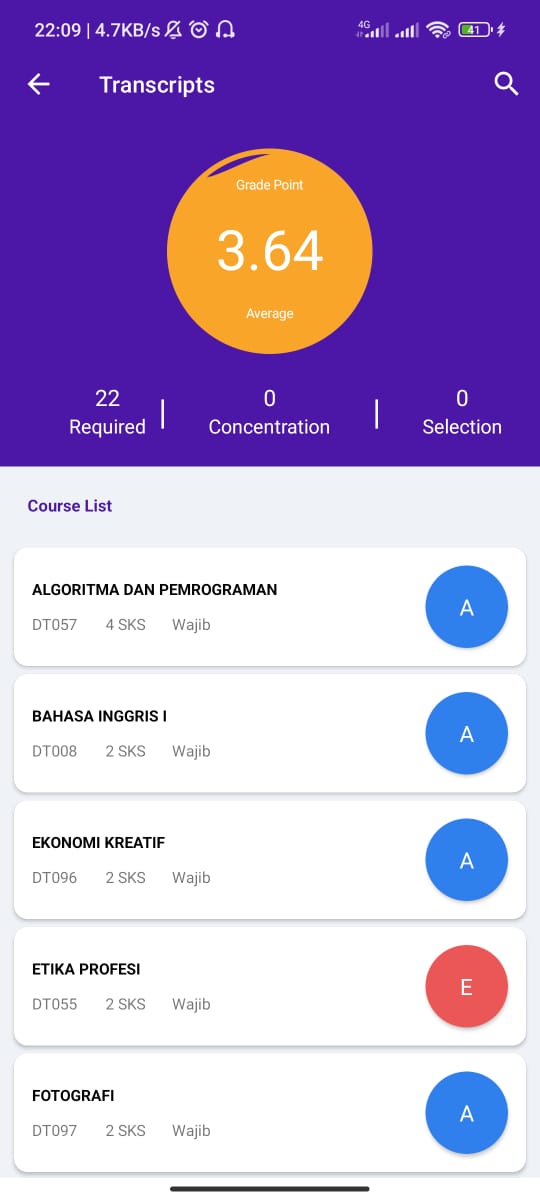 22:09 | 4.7KB/s 4G 41
Transcripts
Grade Point
3.64
Average
22 0 0
Required Concentration Selection
Course List
ALGORITMA DAN PEMROGRAMAN
DT057 4 SKS Wajib
A
BAHASA INGGRIS I
DT008 2 SKS Wajib
A
EKONOMI KREATIF
DT096 2 SKS Wajib
A
ETIKA PROFESI
DT055 2 SKS Wajib
E
FOTOGRAFI
DT097 2 SKS Wajib
A